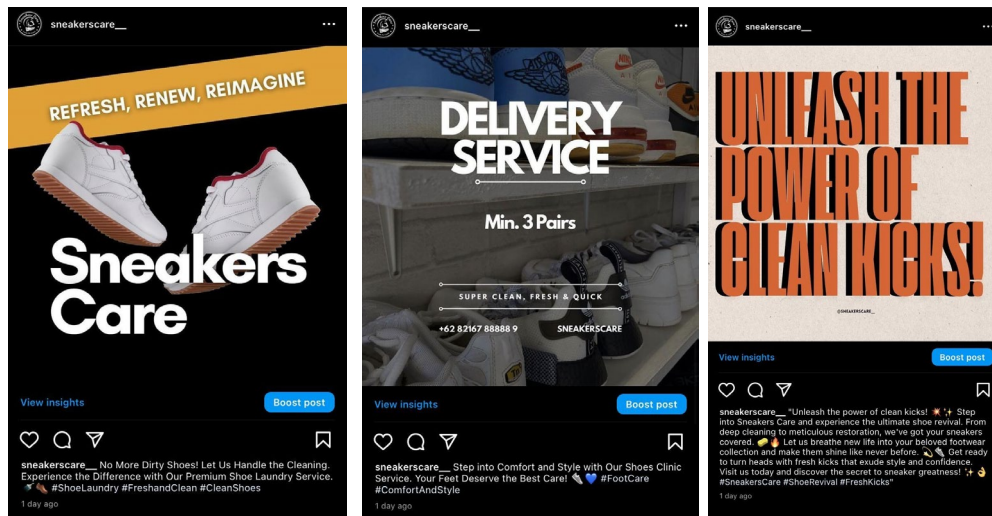 sneakerscare__
REFRESH, RENEW, REIMAGINE
Sneakers
Care
View insights
Boost post
sneakerscare__ No More Dirty Shoes! Let Us Handle the Cleaning.
Experience the Difference with Our Premium Shoe Laundry Service.
🚿👞 #ShoeLaundry #FreshandClean #CleanShoes
1 day ago
sneakerscare__
DELIVERY
SERVICE
Min. 3 Pairs
SUPER CLEAN, FRESH & QUICK
+62 82167 88888 9
SNEAKERSCARE
View insights
Boost post
sneakerscare__ Step into Comfort and Style with Our Shoes Clinic
Service. Your Feet Deserve the Best Care! 👟💙 #FootCare
#ComfortAndStyle
1 day ago
sneakerscare__
UNLEASH THE
POWER OF
CLEAN KICKS!
@SNEAKERSCARE__
View insights
Boost post
sneakerscare__ "Unleash the power of clean kicks! 💥✨ Step
into Sneakers Care and experience the ultimate shoe revival. From
deep cleaning to meticulous restoration, we've got your sneakers
covered. 🧽🔥 Let us breathe new life into your beloved footwear
collection and make them shine like never before. 💫👟 Get ready
to turn heads with fresh kicks that exude style and confidence.
Visit us today and discover the secret to sneaker greatness! ✨👌
#SneakersCare #ShoeRevival #FreshKicks"
1 day ago